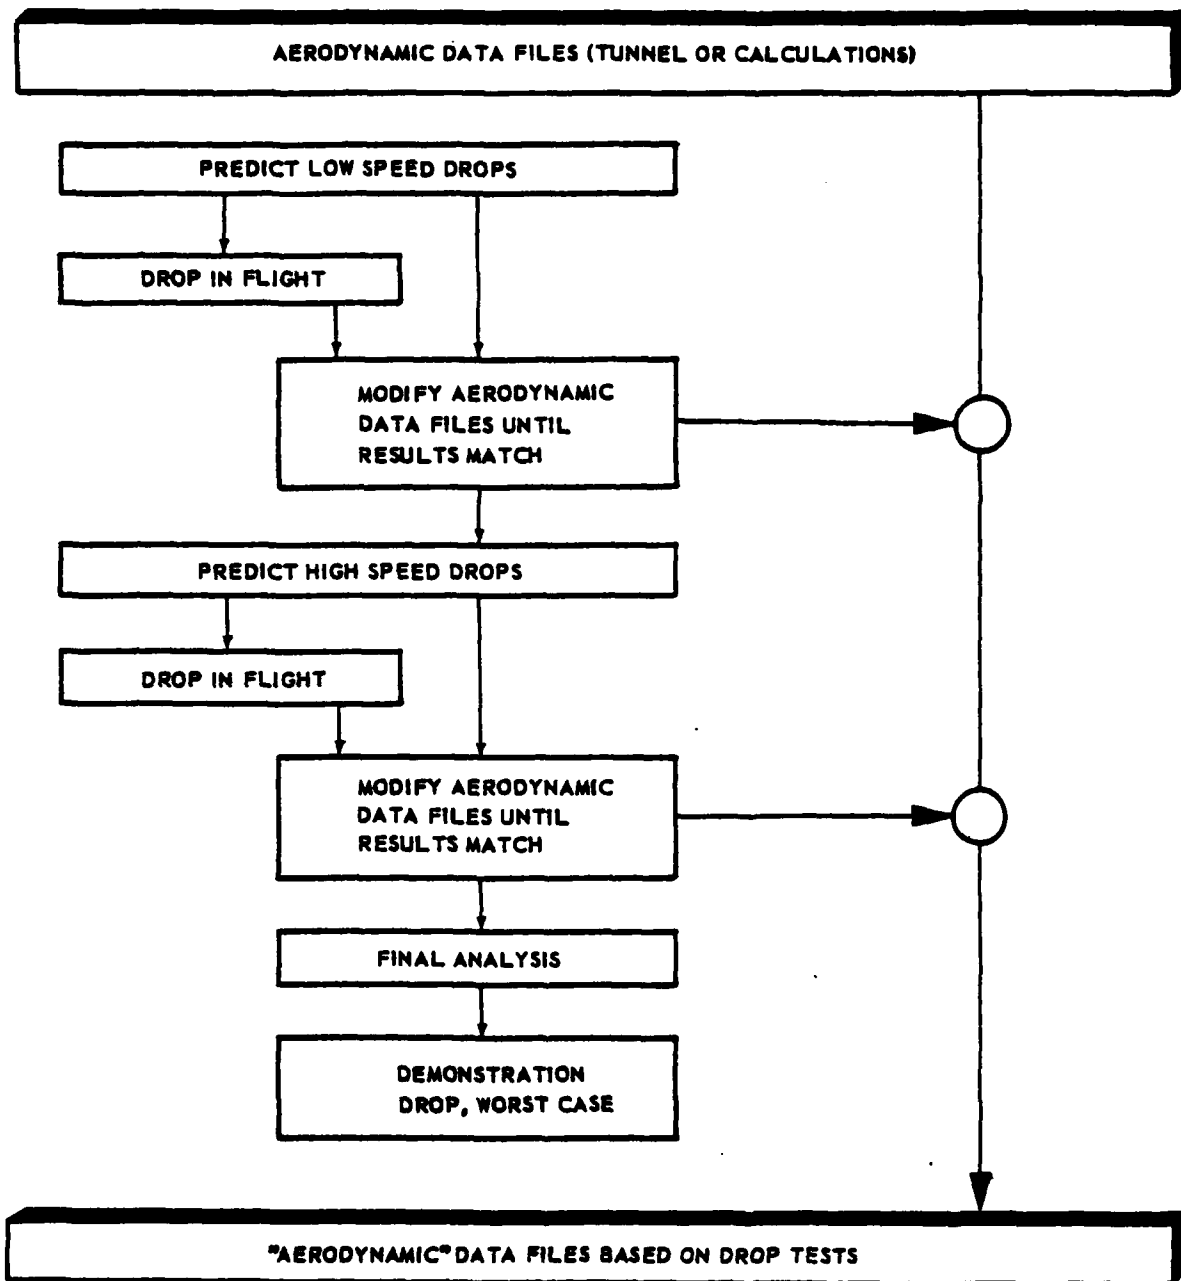 AERODYNAMIC DATA FILES (TUNNEL OR CALCULATIONS)
PREDICT LOW SPEED DROPS
DROP IN FLIGHT
MODIFY AERODYNAMIC
DATA FILES UNTIL
RESULTS MATCH
PREDICT HIGH SPEED DROPS
DROP IN FLIGHT
MODIFY AERODYNAMIC
DATA FILES UNTIL
RESULTS MATCH
FINAL ANALYSIS
DEMONSTRATION
DROP, WORST CASE
"AERODYNAMIC" DATA FILES BASED ON DROP TESTS